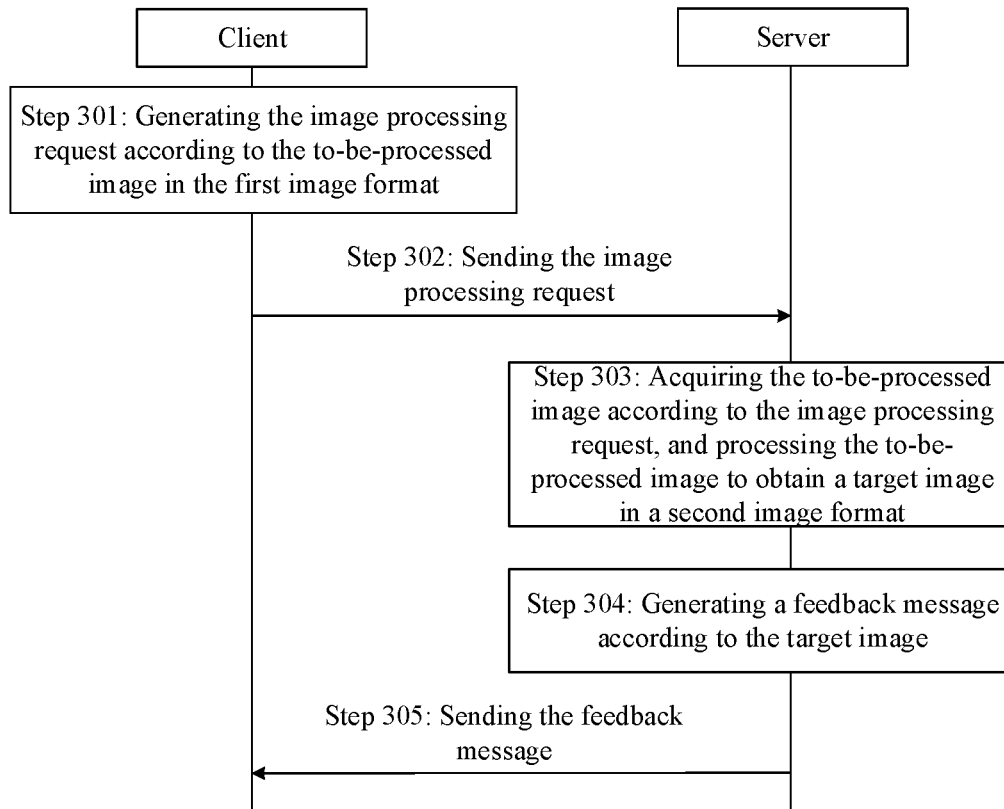 Client
Server
Step 301: Generating the image processing
request according to the to-be-processed
image in the first image format
Step 302: Sending the image
processing request
Step 303: Acquiring the to-be-processed
image according to the image processing
request, and processing the to-be-
processed image to obtain a target image
in a second image format
Step 304: Generating a feedback message
according to the target image
Step 305: Sending the feedback
message